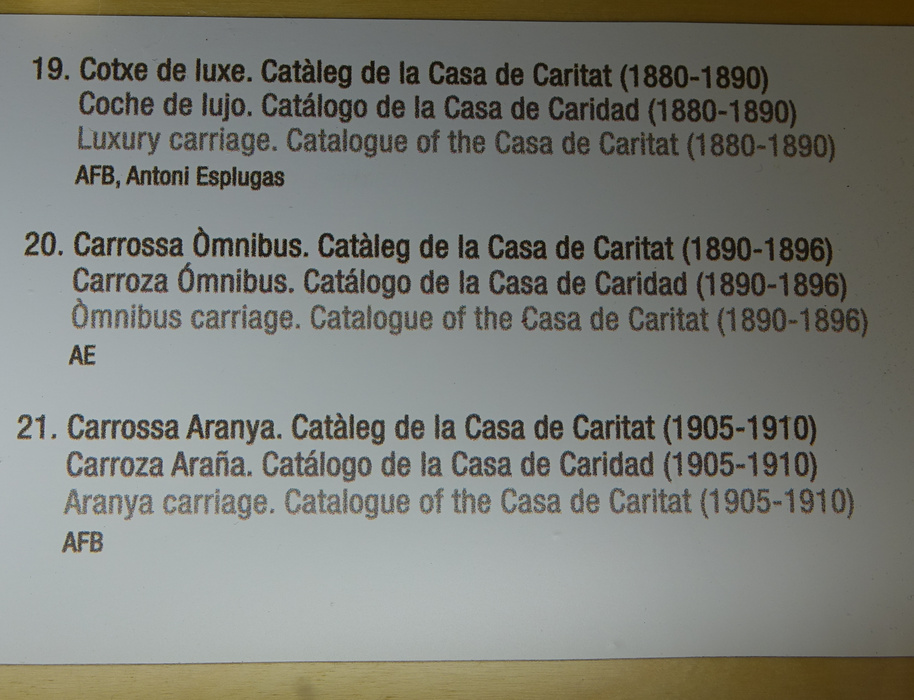 19. Cotxe de luxe. Catàleg de la Casa de Caritat (1880-1890)
Coche de lujo. Catálogo de la Casa de Caridad (1880-1890)
Luxury carriage. Catalogue of the Casa de Caritat (1880-1890)
AFB, Antoni Esplugas
20. Carrossa Òmnibus. Catàleg de la Casa de Caritat (1890-1896)
Carroza Ómnibus. Catálogo de la Casa de Caridad (1890-1896)
Òmnibus carriage. Catalogue of the Casa de Caritat (1890-1896)
AE
21. Carrossa Aranya. Catàleg de la Casa de Caritat (1905-1910)
Carroza Araña. Catálogo de la Casa de Caridad (1905-1910)
Aranya carriage. Catalogue of the Casa de Caritat (1905-1910)
AFB